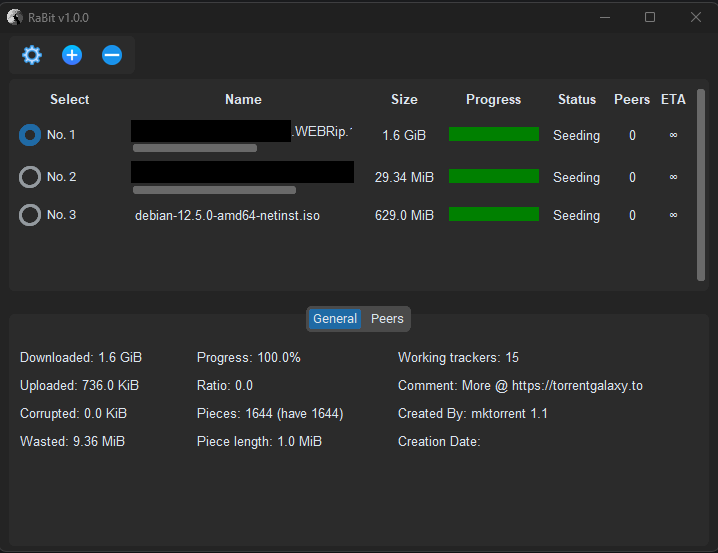 RaBit v1.0.0
Select Name Size Progress Status Peers ETA
No. 1 .WEBRip. 1.6 GiB Seeding 0 ∞
No. 2 29.34 MiB Seeding 0 ∞
No. 3 debian-12.5.0-amd64-netinst.iso 629.0 MiB Seeding 0 ∞
General Peers
Downloaded: 1.6 GiB Progress: 100.0% Working trackers: 15
Uploaded: 736.0 KiB Ratio: 0.0 Comment: More @ https://torrentgalaxy.to
Corrupted: 0.0 KiB Pieces: 1644 (have 1644) Created By: mktorrent 1.1
Wasted: 9.36 MiB Piece length: 1.0 MiB Creation Date: